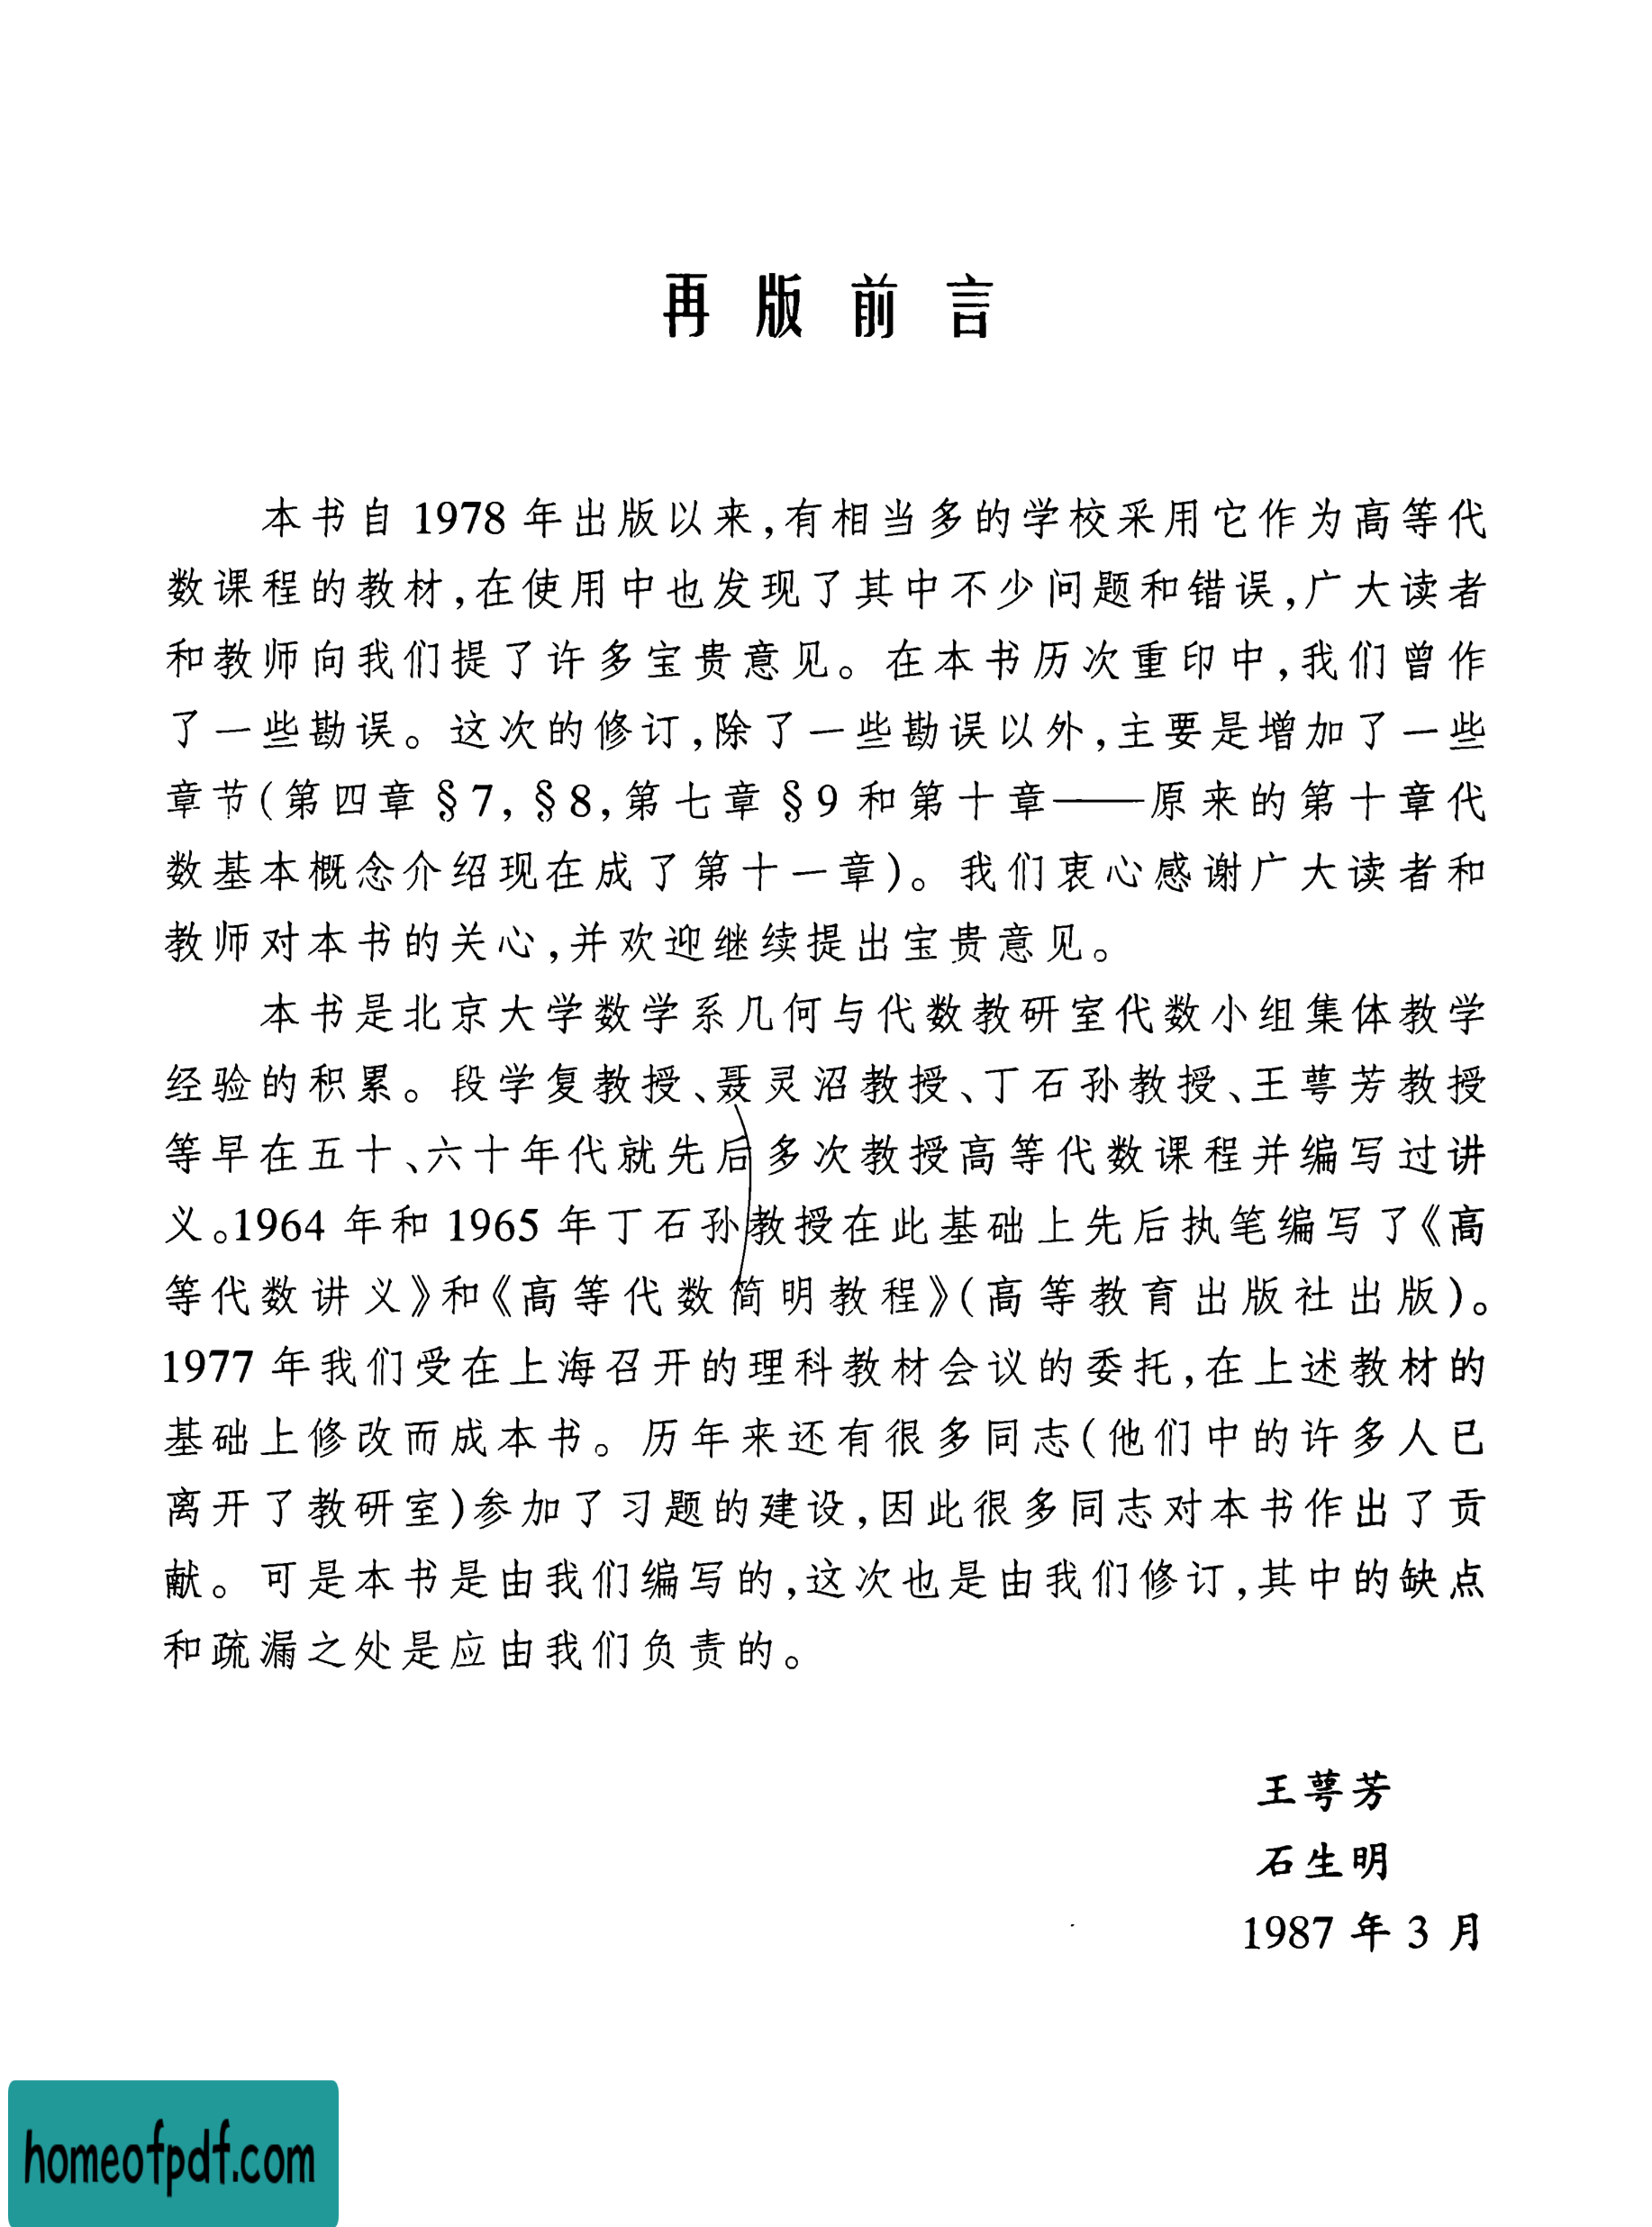 再版前言
本书自 1978 年出版以来,有相当多的学校采用它作为高等代
数课程的教材,在使用中也发现了其中不少问题和错误,广大读者
和教师向我们提了许多宝贵意见。在本书历次重印中,我们曾作
了一些勘误。这次的修订,除了一些勘误以外,主要是增加了一些
章节(第四章 §7, §8,第七章 §9 和第十章——原来的第十章代
数基本概念介绍现在成了第十一章)。我们衷心感谢广大读者和
教师对本书的关心,并欢迎继续提出宝贵意见。
本书是北京大学数学系几何与代数教研室代数小组集体教学
经验的积累。段学复教授、聂灵沼教授、丁石孙教授、王萼芳教授
等早在五十、六十年代就先后多次教授高等代数课程并编写过讲
义。1964 年和 1965 年丁石孙教授在此基础上先后执笔编写了《高
等代数讲义》和《高等代数简明教程》(高等教育出版社出版)。
1977 年我们受在上海召开的理科教材会议的委托,在上述教材的
基础上修改而成本书。历年来还有很多同志(他们中的许多人已
离开了教研室)参加了习题的建设,因此很多同志对本书作出了贡
献。可是本书是由我们编写的,这次也是由我们修订,其中的缺点
和疏漏之处是应由我们负责的。
王萼芳
石生明
1987 年 3 月
homeofpdf.com